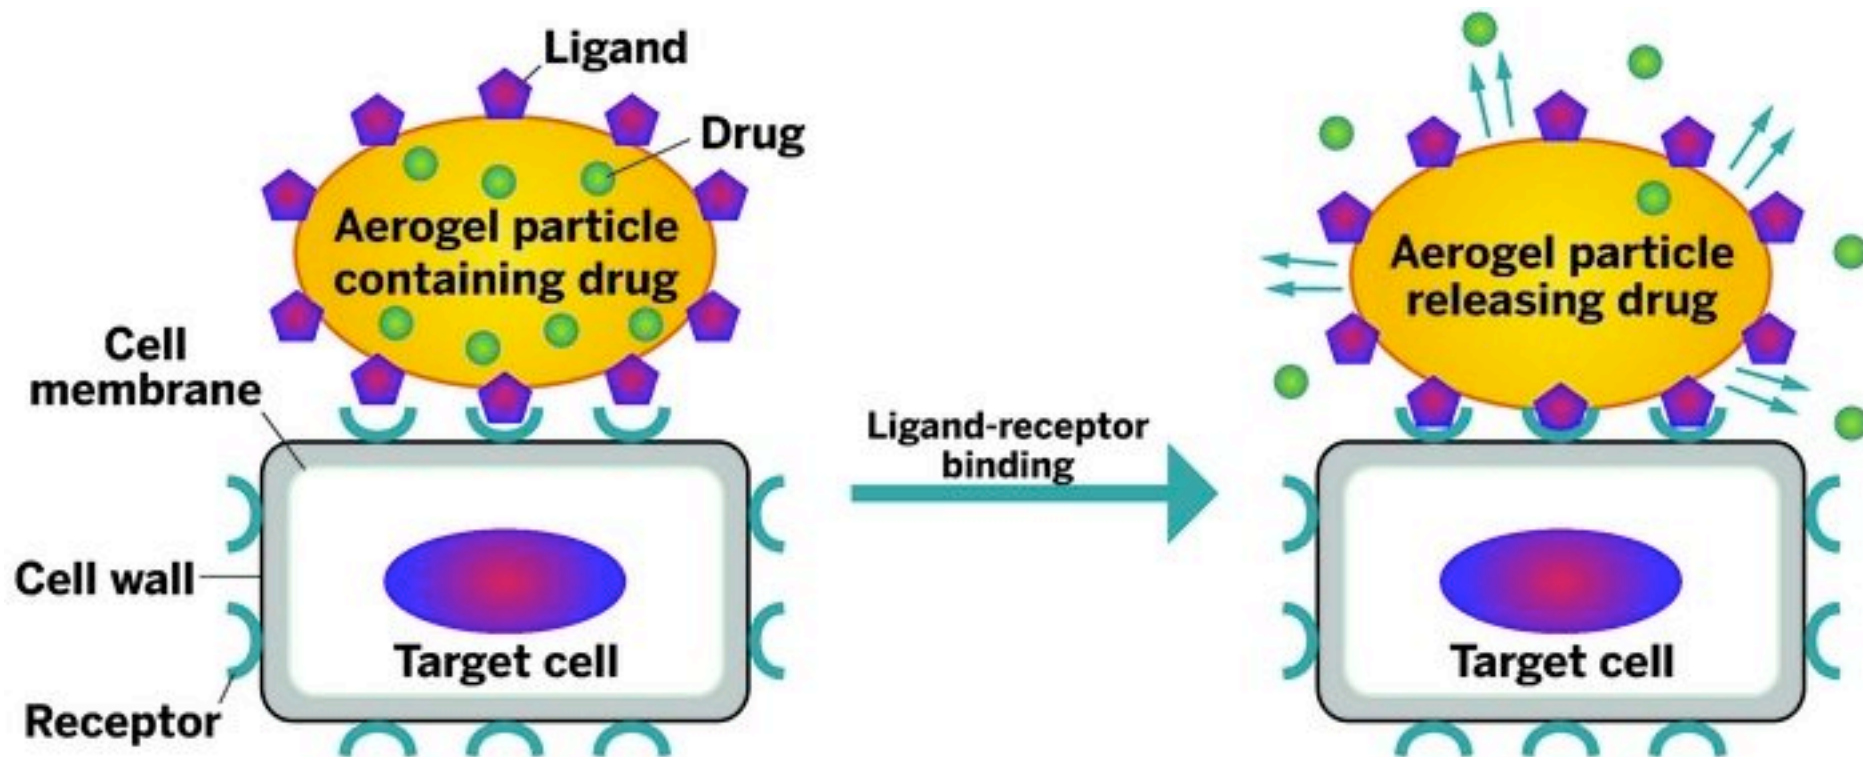 Ligand
Drug
Aerogel particle
containing drug
Cell
membrane
Cell wall
Receptor
Target cell
Ligand-receptor
binding
Aerogel particle
releasing drug
Target cell